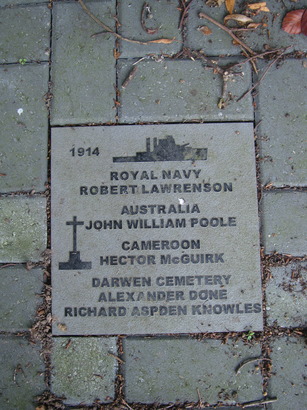 1914
ROYAL NAVY
ROBERT LAWRENSON
AUSTRALIA
JOHN WILLIAM POOLE
CAMEROON
HECTOR McGUIRK
DARWEN CEMETERY
ALEXANDER DONE
RICHARD ASPDEN KNOWLES